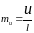 m_u = u/l